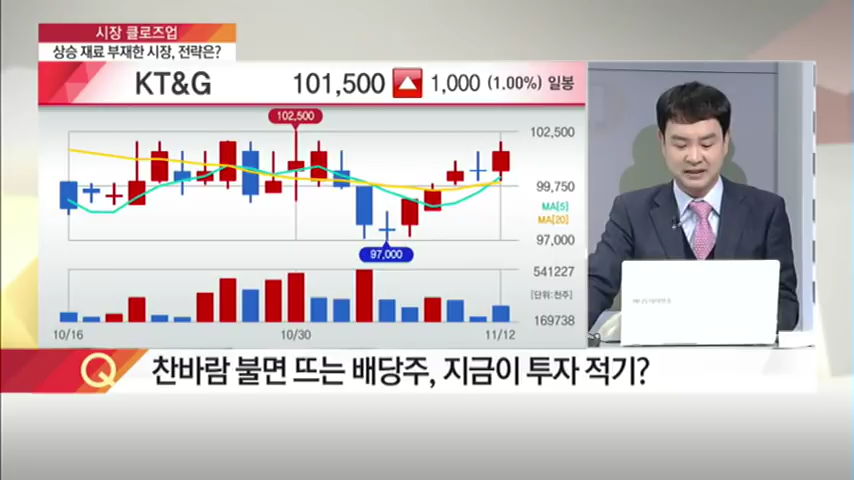 시장 클로즈업
상승 재료 부재한 시장, 전략은?
KT&G 101,500 1,000 (1.00%) 일봉
102,500
102,500
99,750
MA[5]
MA[20]
97,000
97,000
541227
[단위:천주]
169738
10/16 10/30 11/12
Q 찬바람 불면 뜨는 배당주, 지금이 투자 적기?